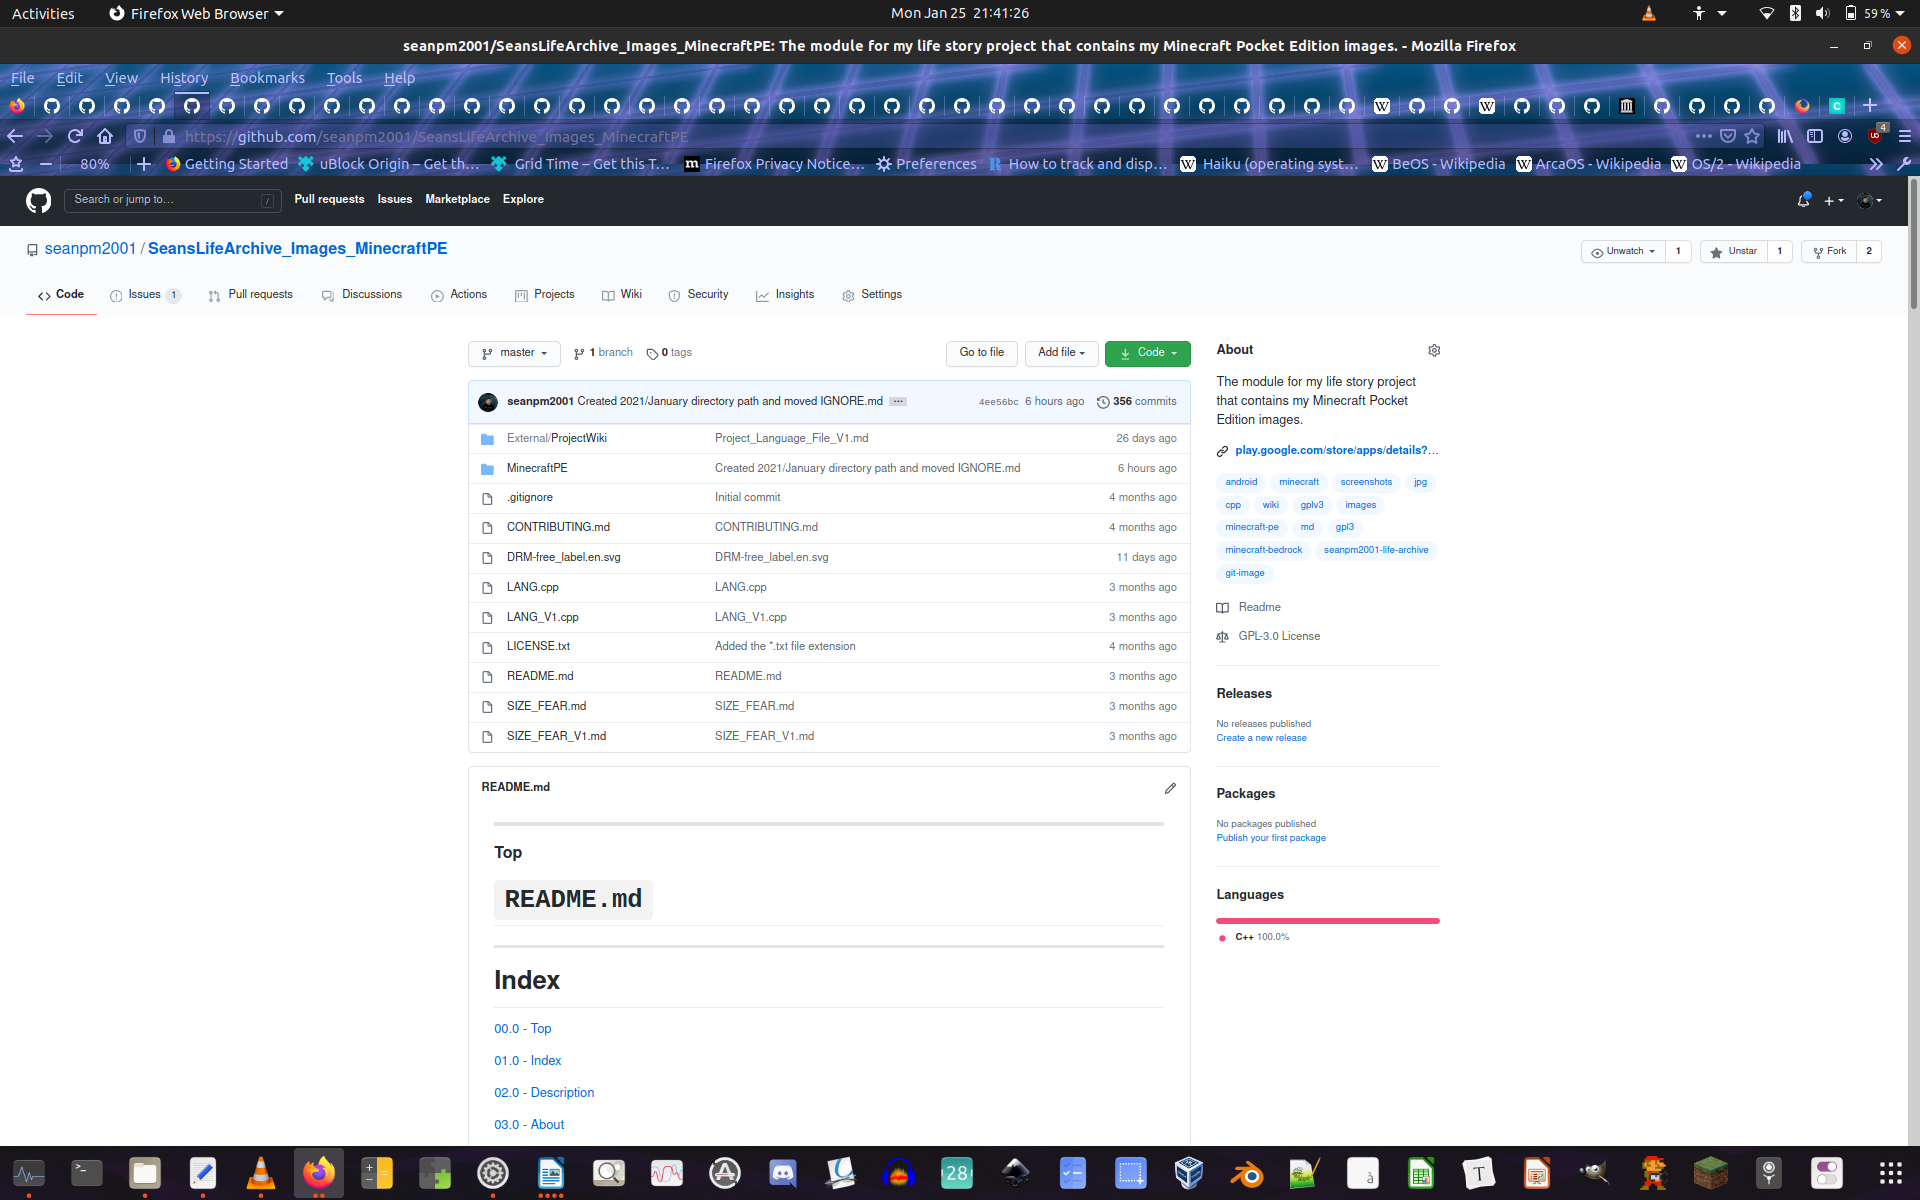 Activities Firefox Web Browser Mon Jan 25 21:41:26 59 %
seanpm2001/SeansLifeArchive_Images_MinecraftPE: The module for my life story project that contains my Minecraft Pocket Edition images. - Mozilla Firefox
File Edit View History Bookmarks Tools Help
https://github.com/seanpm2001/SeansLifeArchive_Images_MinecraftPE 4
80% Getting Started uBlock Origin – Get th… Grid Time – Get this T… Firefox Privacy Notice… Preferences How to track and disp… Haiku (operating syst… BeOS - Wikipedia ArcaOS - Wikipedia OS/2 - Wikipedia
Search or jump to… / Pull requests Issues Marketplace Explore
seanpm2001 / SeansLifeArchive_Images_MinecraftPE Unwatch 1 Unstar 1 Fork 2
Code Issues 1 Pull requests Discussions Actions Projects Wiki Security Insights Settings
master 1 branch 0 tags Go to file Add file Code
seanpm2001 Created 2021/January directory path and moved IGNORE.md ... 4ee56bc 6 hours ago 356 commits
External/ProjectWiki Project_Language_File_V1.md 26 days ago
MinecraftPE Created 2021/January directory path and moved IGNORE.md 6 hours ago
.gitignore Initial commit 4 months ago
CONTRIBUTING.md CONTRIBUTING.md 4 months ago
DRM-free_label.en.svg DRM-free_label.en.svg 11 days ago
LANG.cpp LANG.cpp 3 months ago
LANG_V1.cpp LANG_V1.cpp 3 months ago
LICENSE.txt Added the *.txt file extension 4 months ago
README.md README.md 3 months ago
SIZE_FEAR.md SIZE_FEAR.md 3 months ago
SIZE_FEAR_V1.md SIZE_FEAR_V1.md 3 months ago
README.md
Top
README.md
Index
00.0 - Top
01.0 - Index
02.0 - Description
03.0 - About
About
The module for my life story project
that contains my Minecraft Pocket
Edition images.
play.google.com/store/apps/details?…
android minecraft screenshots jpg
cpp wiki gplv3 images
minecraft-pe md gpl3
minecraft-bedrock seanpm2001-life-archive
git-image
Readme
GPL-3.0 License
Releases
No releases published
Create a new release
Packages
No packages published
Publish your first package
Languages
C++ 100.0%
28